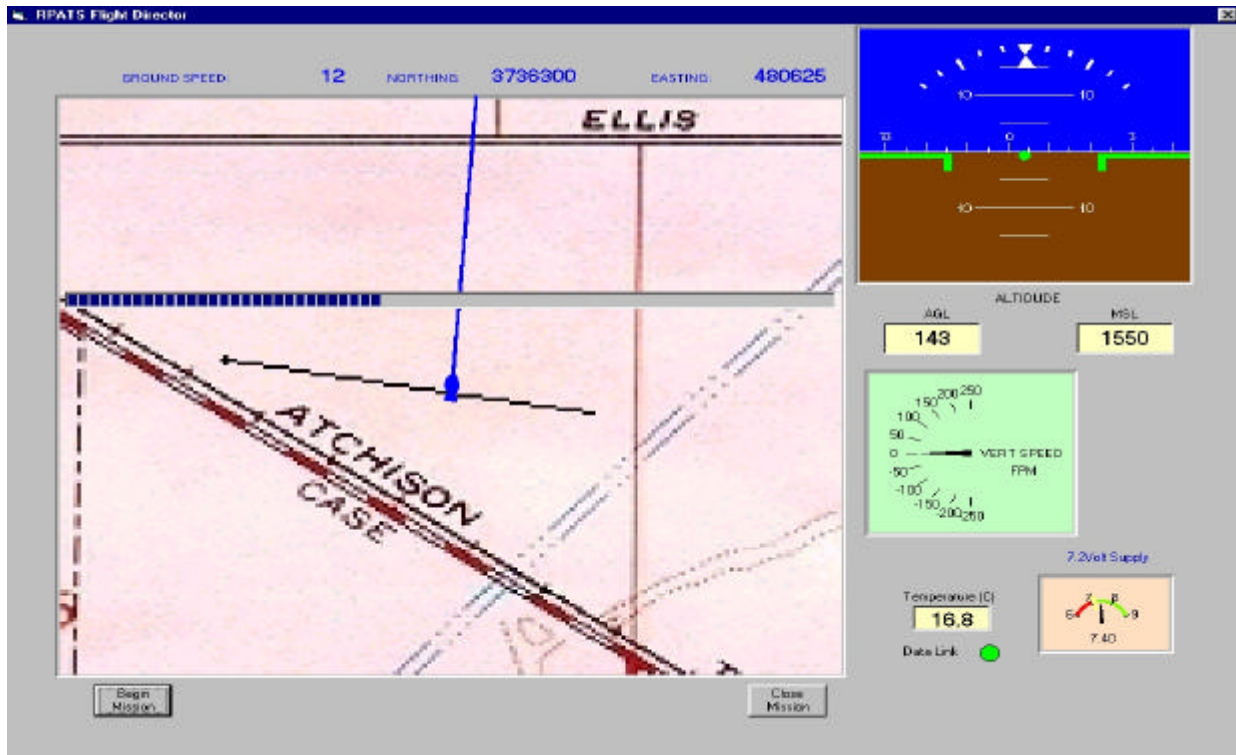 RPATS Flight Director
GROUND SPEED: 12 NORTHING: 3736300 EASTING: 480625
ELLIS
ATCHISON
CASE
10 10
0
10 10
ALTIDUDE
AGL MSL
143 1550
250
200
150
100
50
0 VERT SPEED
-50 FPM
-100
-150
-200
-250
7.2Volt Supply
Temperature (C)
16.8
Data Link
7 8
6 9
7.40
Begin
Mission
Close
Mission